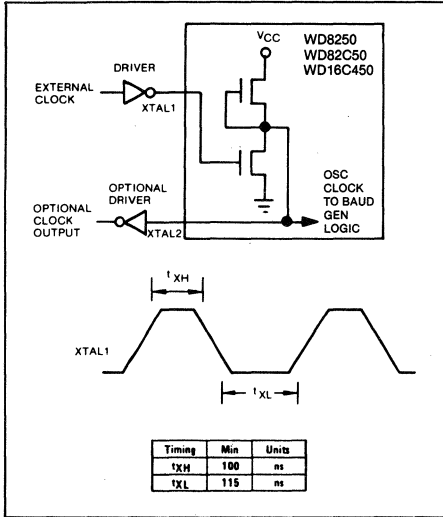 VCC
WD8250
WD82C50
WD16C450
DRIVER
EXTERNAL
CLOCK
XTAL1
OPTIONAL
DRIVER
OPTIONAL
CLOCK
OUTPUT
XTAL2
OSC
CLOCK
TO BAUD
GEN
LOGIC
tXH
XTAL1
tXL
Timing Min Units
tXH 100 ns
tXL 115 ns